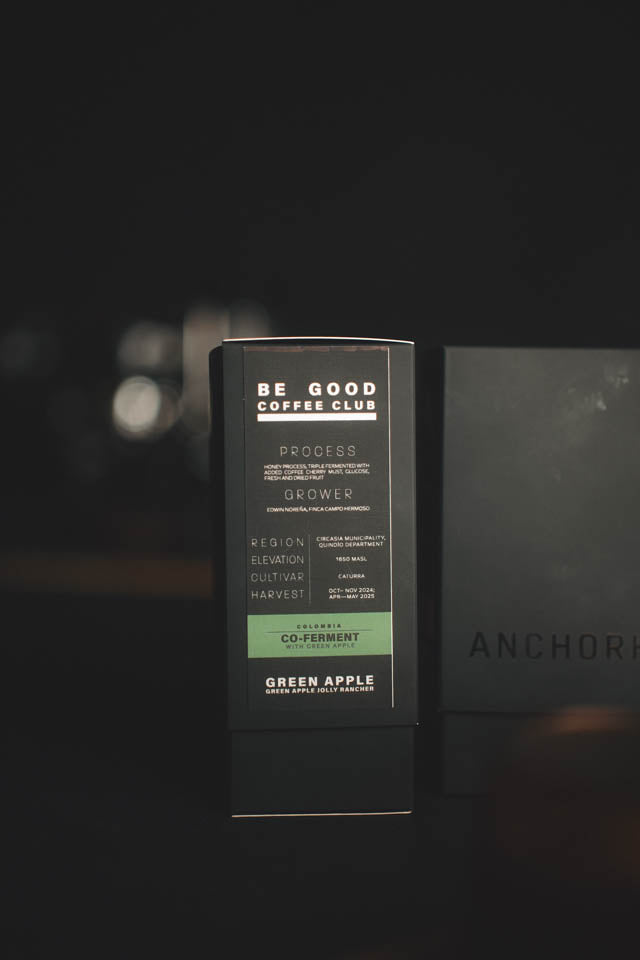 BE GOOD
COFFEE CLUB
PROCESS
HONEY PROCESS, TRIPLE FERMENTED WITH
ADDED COFFEE CHERRY MUST, GLUCOSE,
FRESH AND DRIED FRUIT
GROWER
EDWIN NOREÑA, FINCA CAMPO HERMOSO
REGION CIRCASIA MUNICIPALITY,
QUINDÍO DEPARTMENT
ELEVATION 1650 MASL
CULTIVAR CATURRA
HARVEST OCT– NOV 2024;
APR—MAY 2025
COLOMBIA
CO-FERMENT
WITH GREEN APPLE
GREEN APPLE
GREEN APPLE JOLLY RANCHER